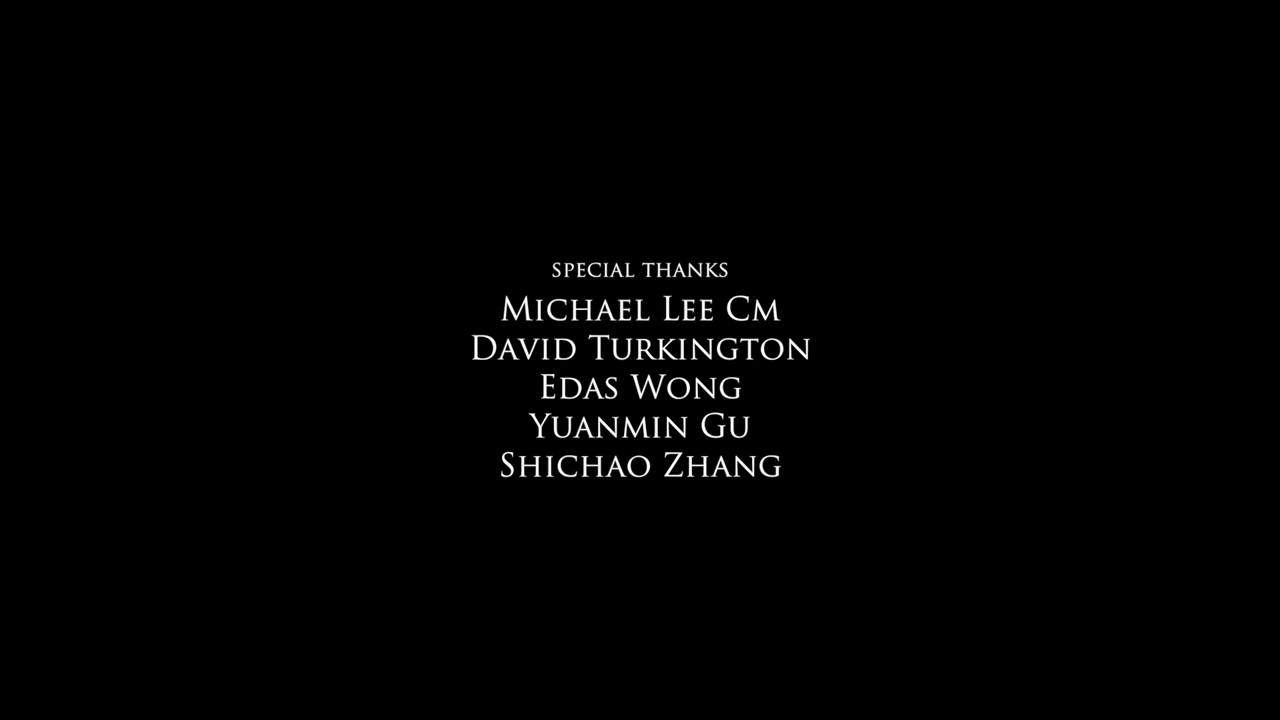 SPECIAL THANKS
MICHAEL LEE CM
DAVID TURKINGTON
EDAS WONG
YUANMIN GU
SHICHAO ZHANG